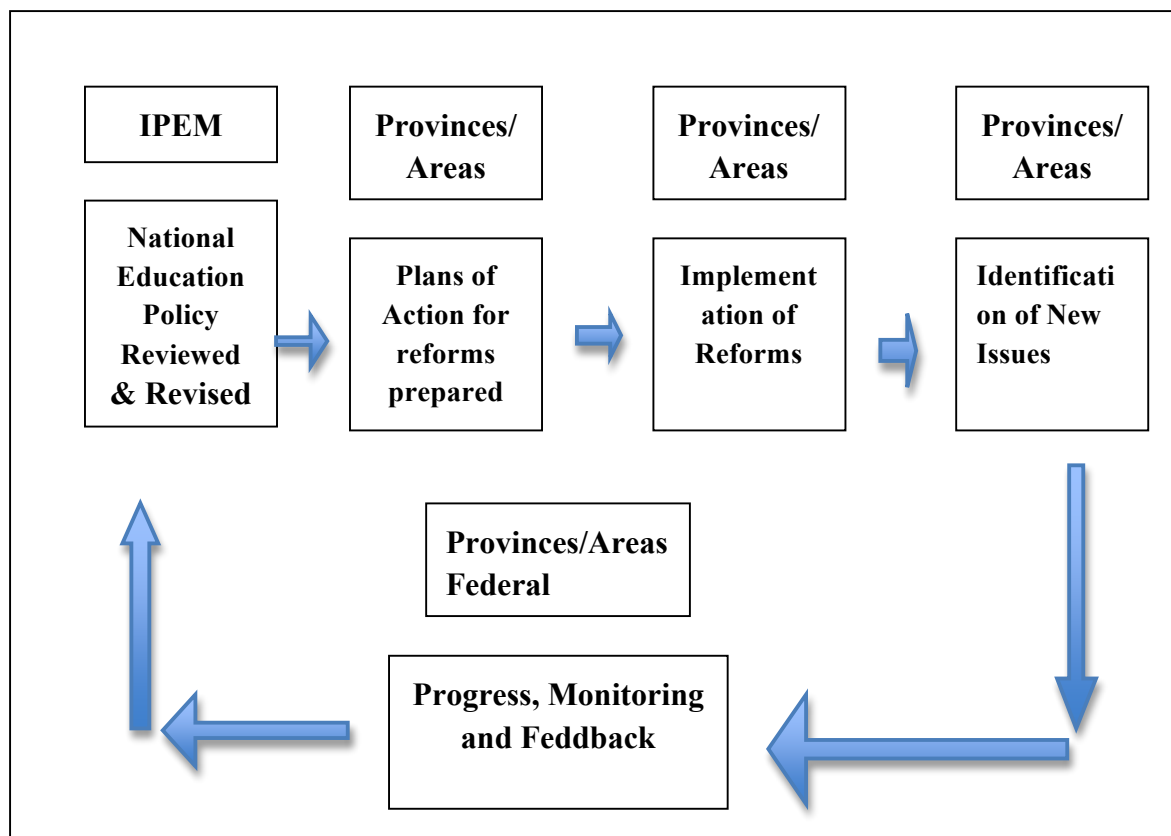 IPEM
Provinces/
Areas
Provinces/
Areas
Provinces/
Areas
National
Education
Policy
Reviewed
& Revised
Plans of
Action for
reforms
prepared
Implement
ation of
Reforms
Identificati
on of New
Issues
Provinces/Areas
Federal
Progress, Monitoring
and Feddback